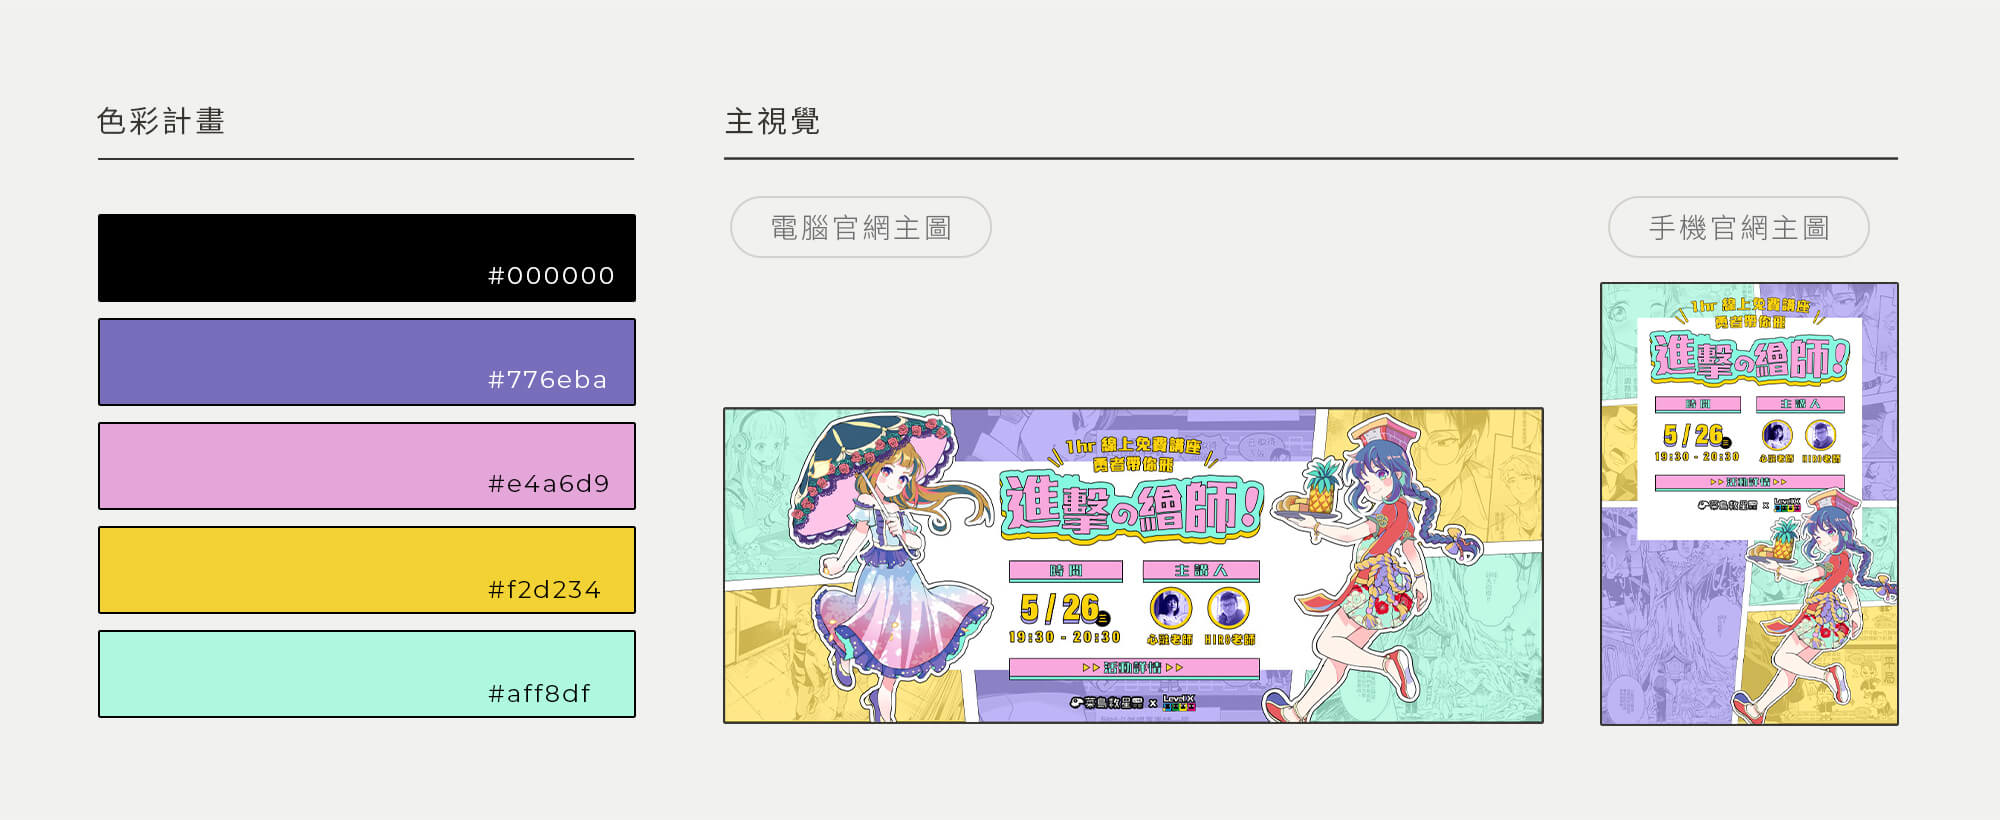 色彩計畫
#000000
#776eba
#e4a6d9
#f2d234
#aff8df
主視覺
電腦官網主圖
1hr 線上免費講座
勇者帶你飛
進擊の繪師!
時間
主講人
5/26 三
19:30 - 20:30
老師
HIRO老師
▷▷活動詳情▷▷
菜鳥救星 x LevelX
手機官網主圖
1hr 線上免費講座
勇者帶你飛
進擊の繪師!
時間
主講人
5/26 三
19:30 - 20:30
老師
HIRO老師
▷▷活動詳情▷▷
菜鳥救星 x LevelX